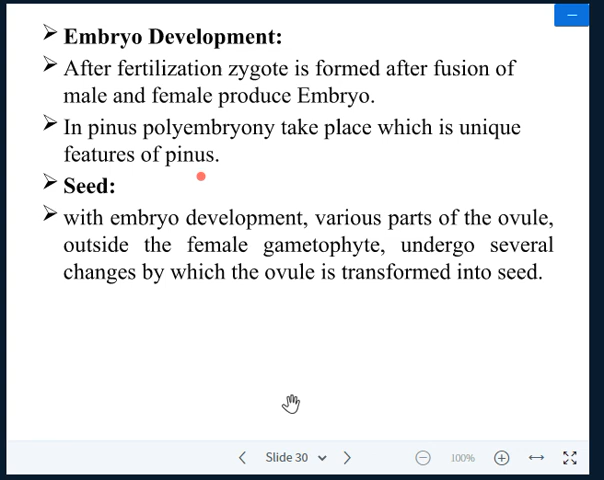 Embryo Development:
After fertilization zygote is formed after fusion of
male and female produce Embryo.
In pinus polyembryony take place which is unique
features of pinus.
Seed:
with embryo development, various parts of the ovule,
outside the female gametophyte, undergo several
changes by which the ovule is transformed into seed.
Slide 30
100%